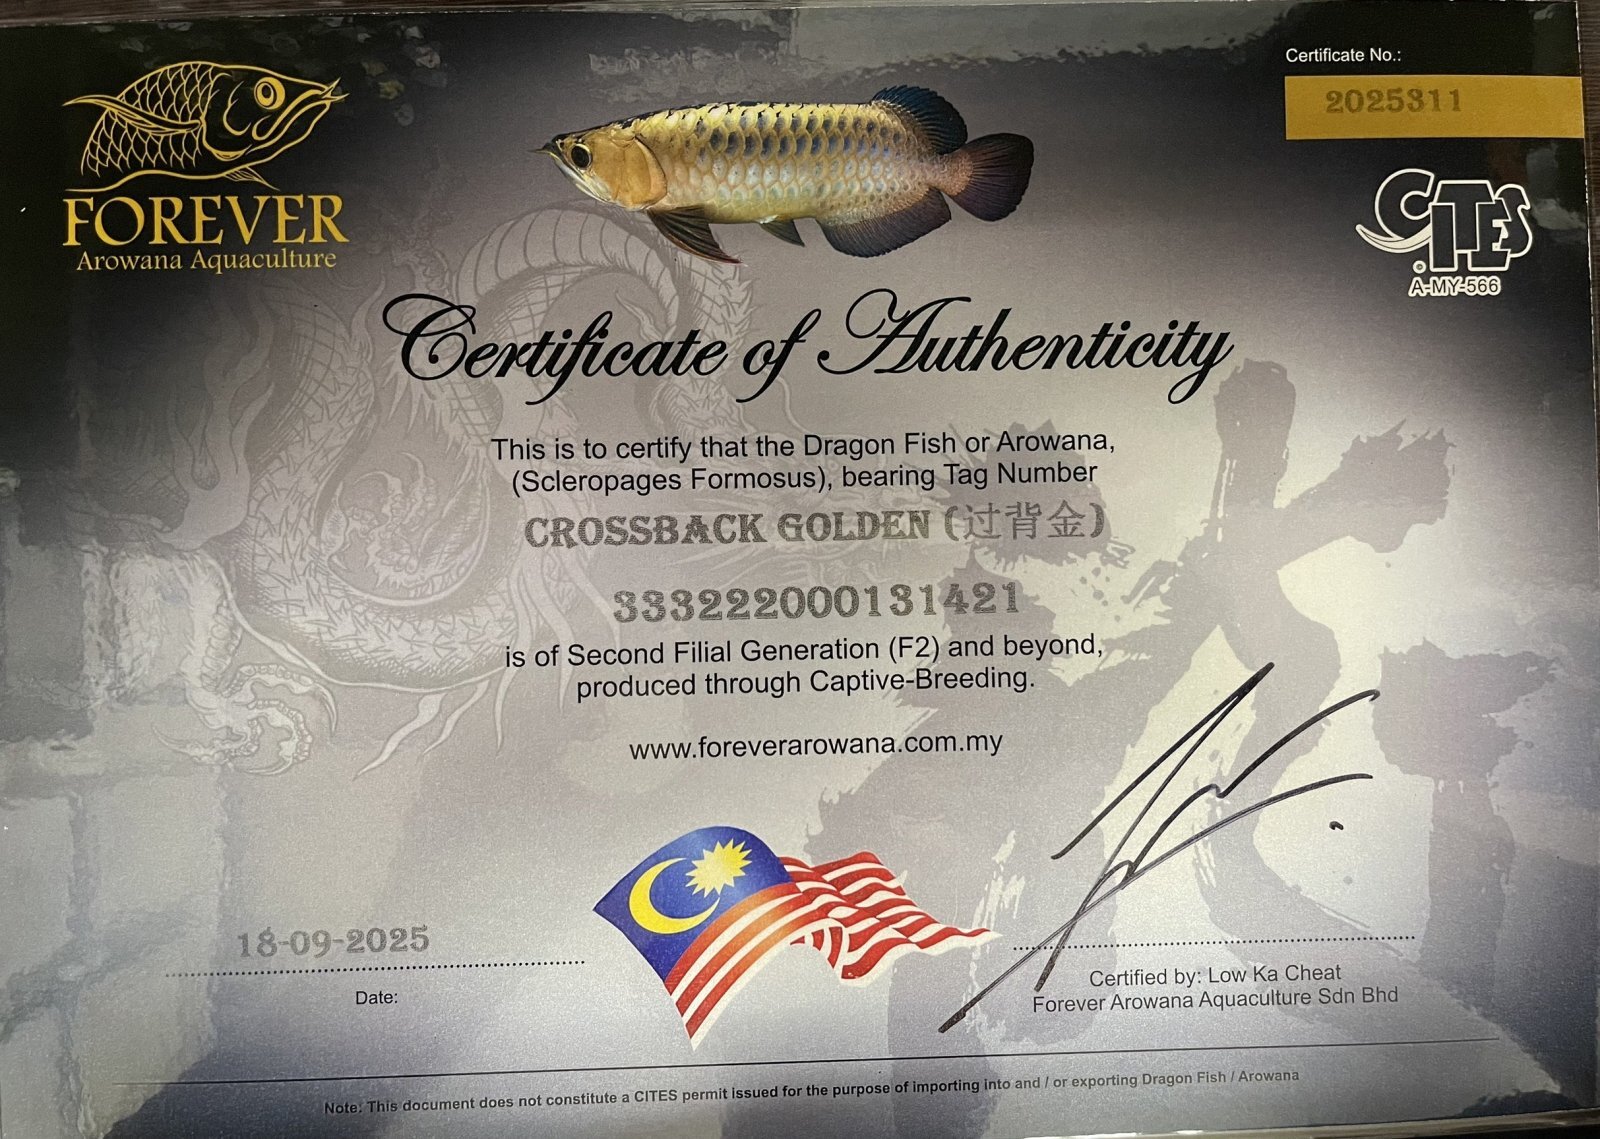 FOREVER
Arowana Aquaculture
Certificate No.:
2025311
CITES
A-MY-566
Certificate of Authenticity
This is to certify that the Dragon Fish or Arowana,
(Scleropages Formosus), bearing Tag Number
CROSSBACK GOLDEN (过背金)
333222000131421
is of Second Filial Generation (F2) and beyond,
produced through Captive-Breeding.
www.foreverarowana.com.my
18-09-2025
Date:
Certified by: Low Ka Cheat
Forever Arowana Aquaculture Sdn Bhd
Note: This document does not constitute a CITES permit issued for the purpose of importing into and / or exporting Dragon Fish / Arowana